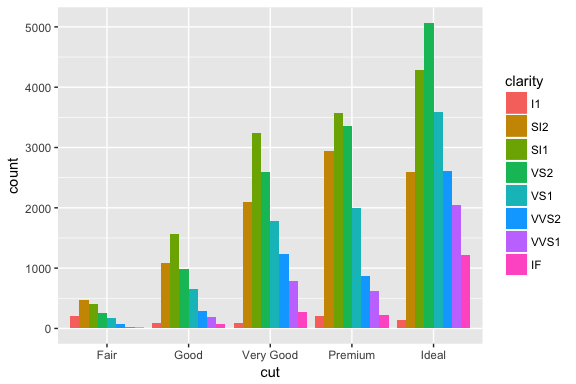 5000
4000
3000
2000
1000
0
count
Fair Good Very Good Premium Ideal
cut
clarity
I1
SI2
SI1
VS2
VS1
VVS2
VVS1
IF